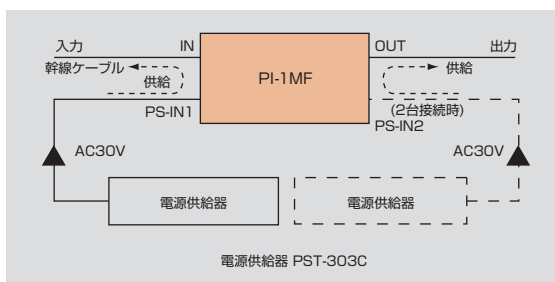 入力 IN OUT 出力
幹線ケーブル PI-1MF 供給
供給 (2台接続時)
PS-IN1 PS-IN2
AC30V AC30V
電源供給器 電源供給器
電源供給器 PST-303C